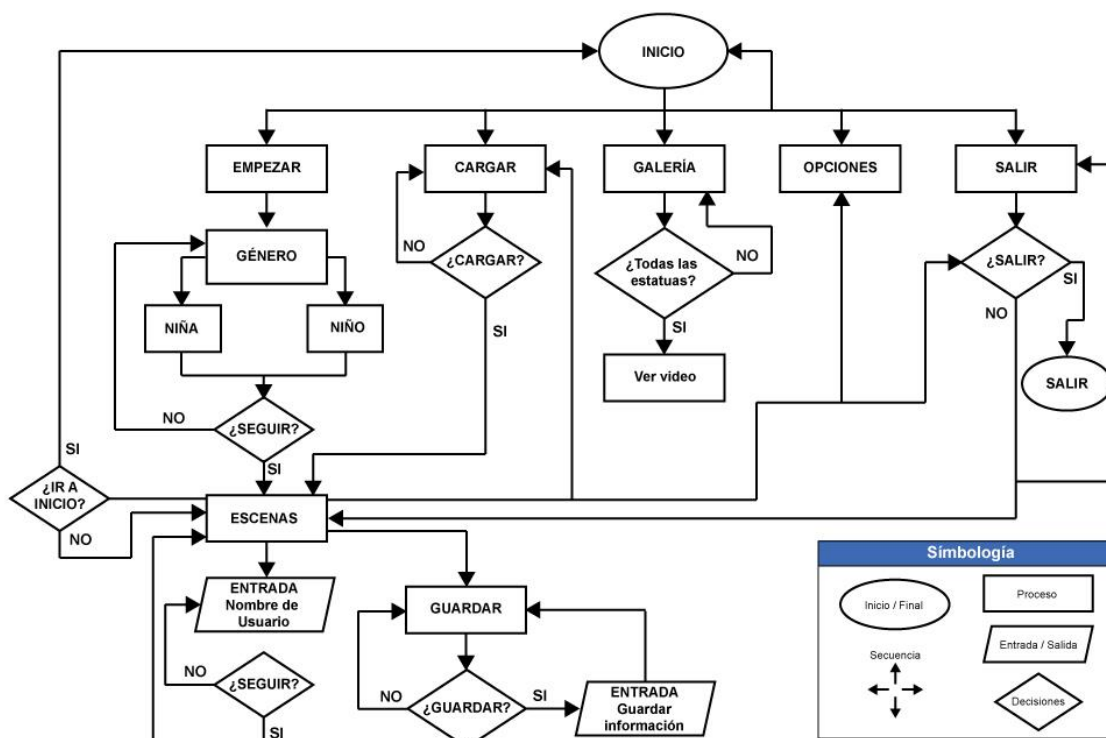 INICIO
EMPEZAR
CARGAR
GALERÍA
OPCIONES
SALIR
GÉNERO
NO
¿CARGAR?
¿Todas las
estatuas?
NO
¿SALIR?
SI
NO
NIÑA
NIÑO
SI
SI
Ver video
SALIR
NO
¿SEGUIR?
SI
SI
¿IR A
INICIO?
NO
ESCENAS
ENTRADA
Nombre de
Usuario
GUARDAR
NO
¿SEGUIR?
SI
NO
¿GUARDAR?
SI
ENTRADA
Guardar
información
Símbología
Inicio / Final
Proceso
Secuencia
Entrada / Salida
Decisiones